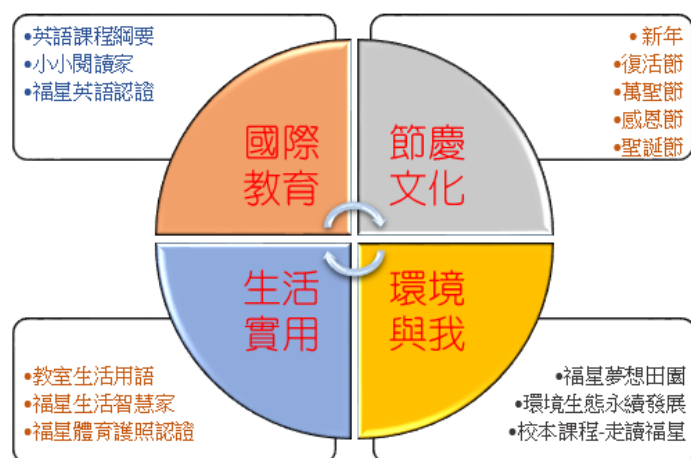 •英語課程綱要
•小小閱讀家
•福星英語認證
•新年
•復活節
•萬聖節
•感恩節
•聖誕節
國際
教育
節慶
文化
生活
實用
環境
與我
•教室生活用語
•福星生活智慧家
•福星體育護照認證
•福星夢想田園
•環境生態永續發展
•校本課程-走讀福星